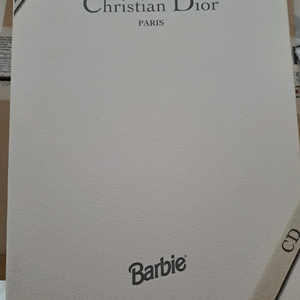 Christian Dior
PARIS
CD
Barbie